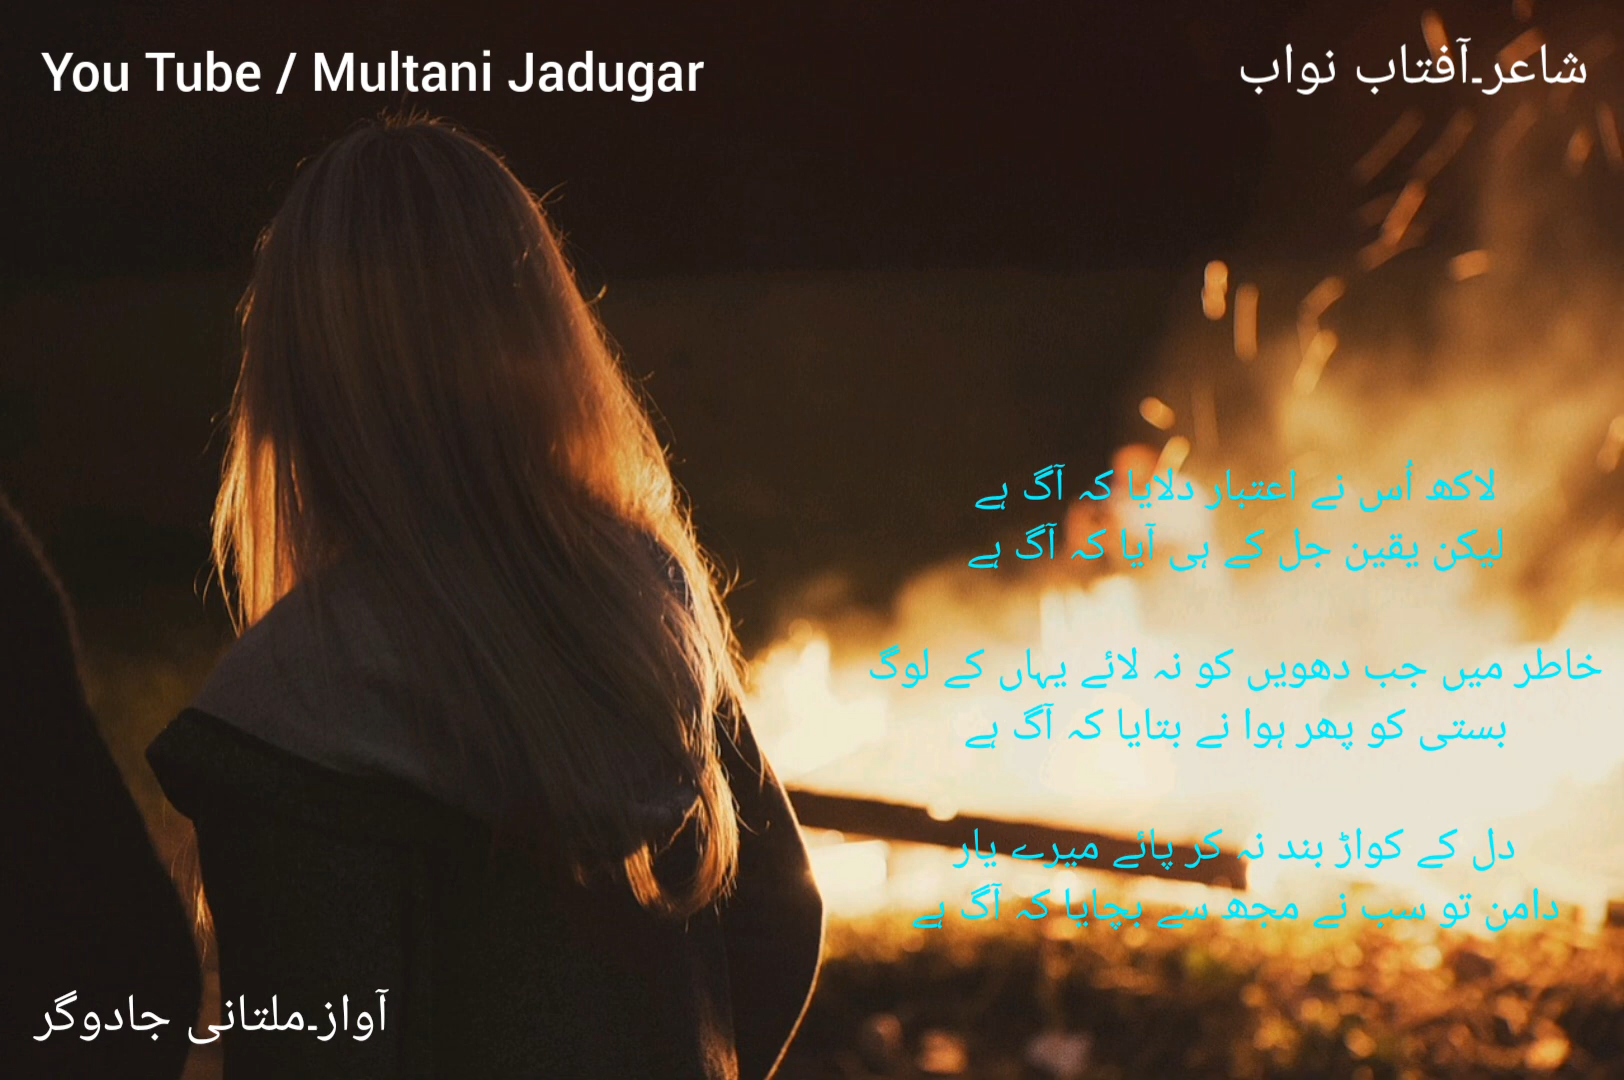 You Tube / Multani Jadugar
شاعر۔آفتاب نواب
لاکھ اُس نے اعتبار دلایا کہ آگ ہے
لیکن یقین جل کے ہی آیا کہ آگ ہے
خاطر میں جب دھویں کو نہ لائے یہاں کے لوگ
بستی کو پھر ہوا نے بتایا کہ آگ ہے
دل کے کواڑ بند نہ کر پائے میرے یار
دامن تو سب نے مجھ سے بچایا کہ آگ ہے
آواز۔ملتانی جادوگر